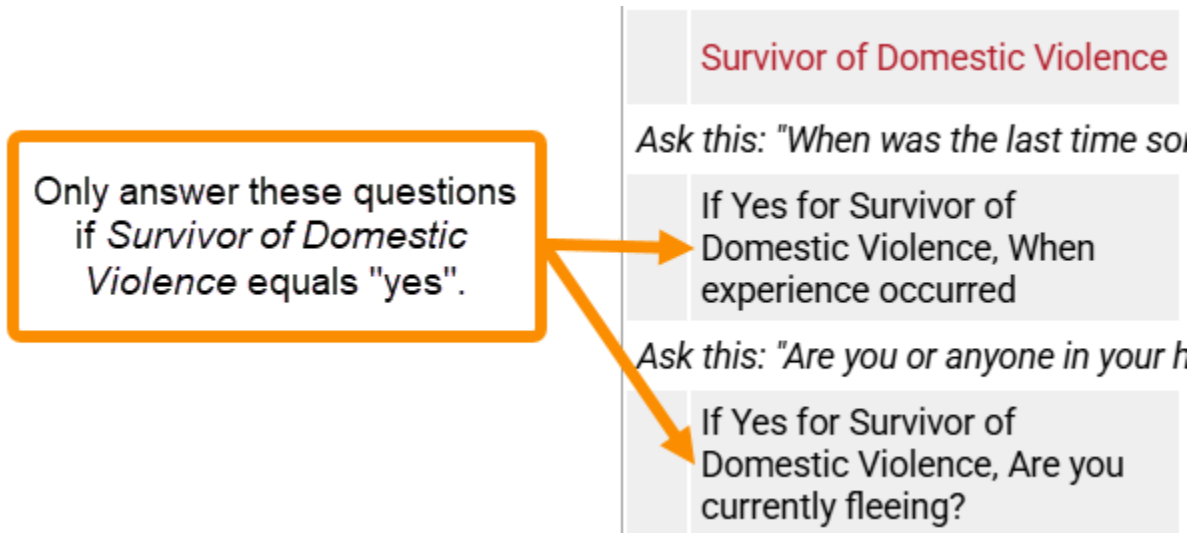 Survivor of Domestic Violence
Ask this: "When was the last time
Only answer these questions
if Survivor of Domestic
Violence equals "yes".
If Yes for Survivor of
Domestic Violence, When
experience occurred
Ask this: "Are you or anyone in your
If Yes for Survivor of
Domestic Violence, Are you
currently fleeing?